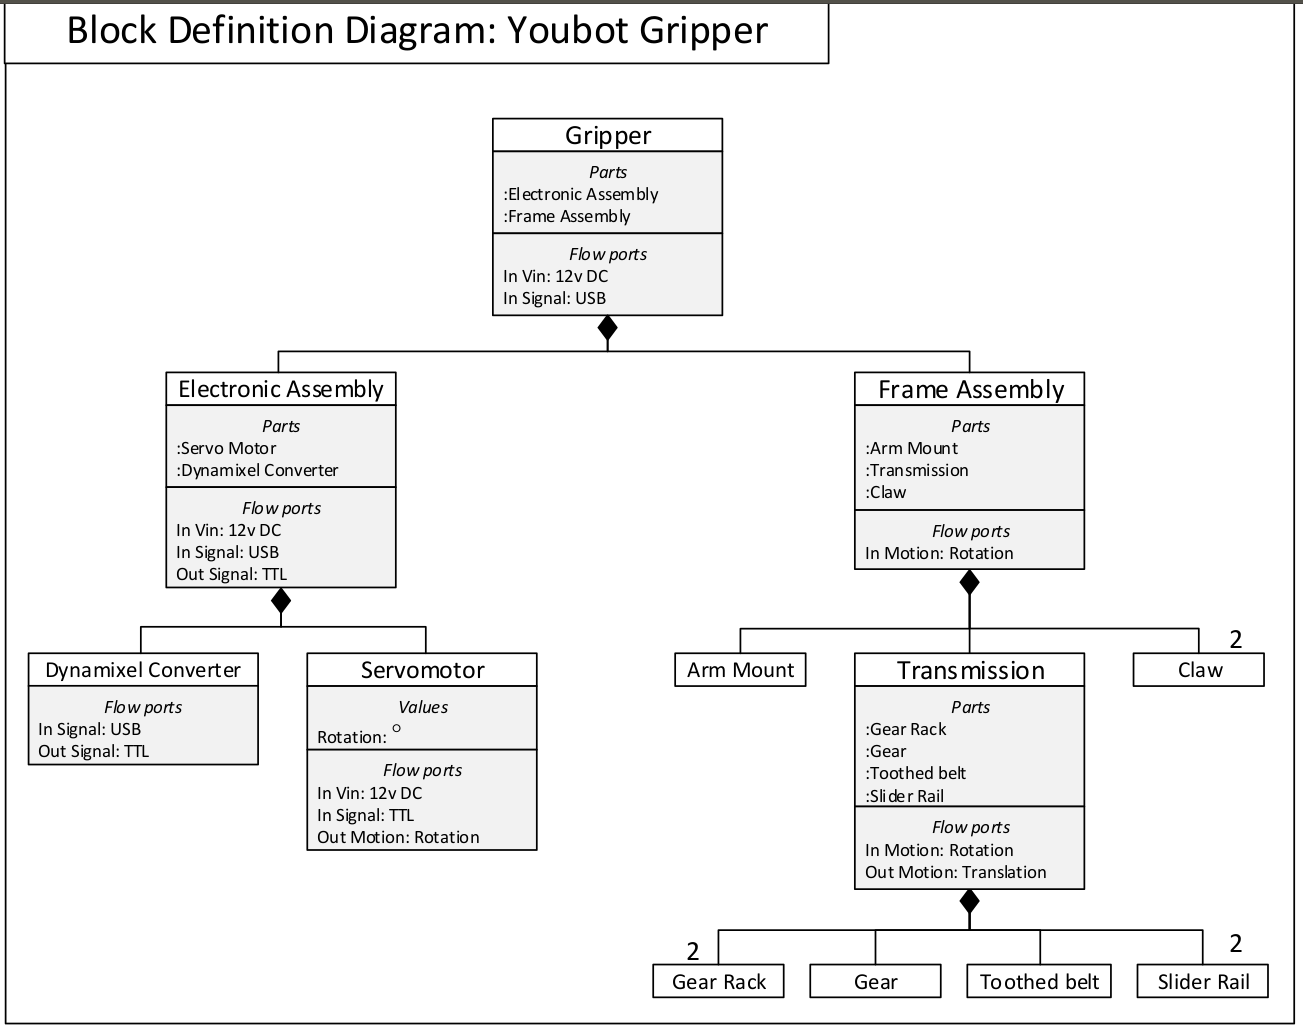 Block Definition Diagram: Youbot Gripper
Gripper
Parts
:Electronic Assembly
:Frame Assembly
Flow ports
In Vin: 12v DC
In Signal: USB
Electronic Assembly
Parts
:Servo Motor
:Dynamixel Converter
Flow ports
In Vin: 12v DC
In Signal: USB
Out Signal: TTL
Frame Assembly
Parts
:Arm Mount
:Transmission
:Claw
Flow ports
In Motion: Rotation
Dynamixel Converter
Flow ports
In Signal: USB
Out Signal: TTL
Servomotor
Values
Rotation: °
Flow ports
In Vin: 12v DC
In Signal: TTL
Out Motion: Rotation
Arm Mount
Transmission
Parts
:Gear Rack
:Gear
:Toothed belt
:Slider Rail
Flow ports
In Motion: Rotation
Out Motion: Translation
2
Claw
2
Gear Rack
Gear
Toothed belt
2
Slider Rail